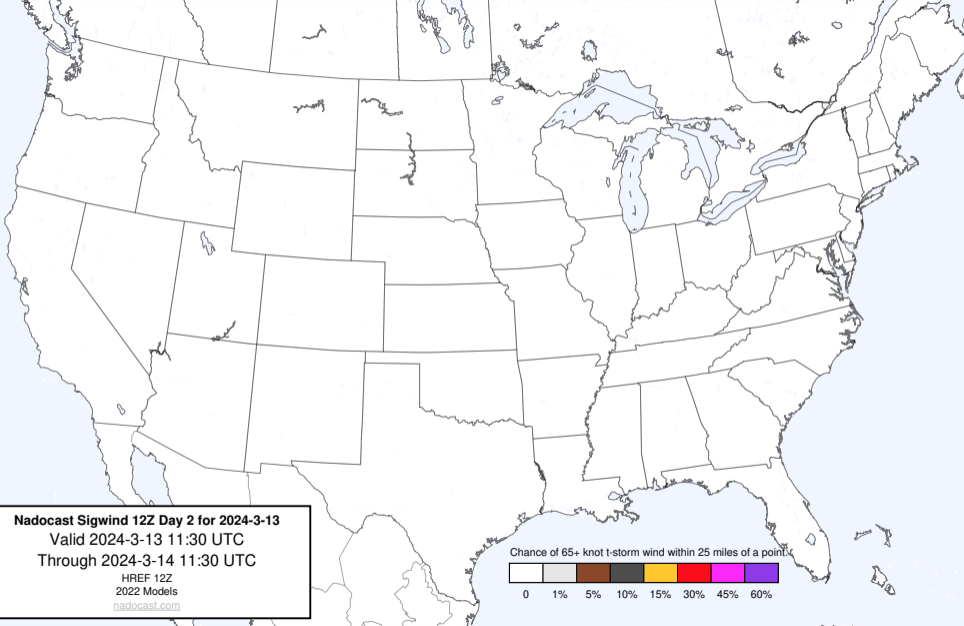 Nadocast Sigwind 12Z Day 2 for 2024-3-13
Valid 2024-3-13 11:30 UTC
Through 2024-3-14 11:30 UTC
HREF 12Z
2022 Models
nadocast.com
Chance of 65+ knot t-storm wind within 25 miles of a point.
0 1% 5% 10% 15% 30% 45% 60%